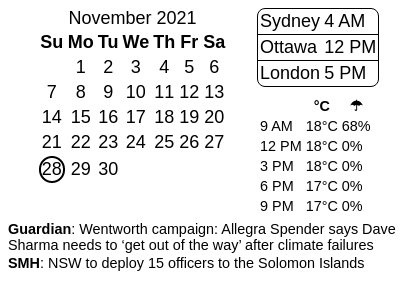 November 2021
Su Mo Tu We Th Fr Sa
1 2 3 4 5 6
7 8 9 10 11 12 13
14 15 16 17 18 19 20
21 22 23 24 25 26 27
28 29 30
Sydney 4 AM
Ottawa 12 PM
London 5 PM
°C ☂
9 AM 18°C 68%
12 PM 18°C 0%
3 PM 18°C 0%
6 PM 17°C 0%
9 PM 17°C 0%
Guardian: Wentworth campaign: Allegra Spender says Dave
Sharma needs to ‘get out of the way’ after climate failures
SMH: NSW to deploy 15 officers to the Solomon Islands